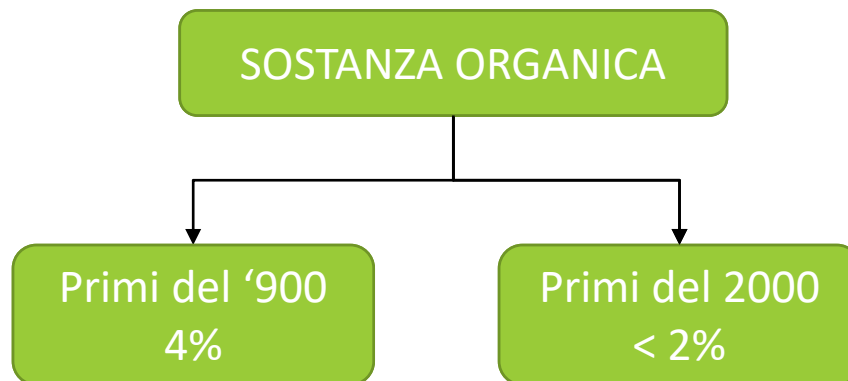 SOSTANZA ORGANICA
Primi del ‘900
4%
Primi del 2000
< 2%